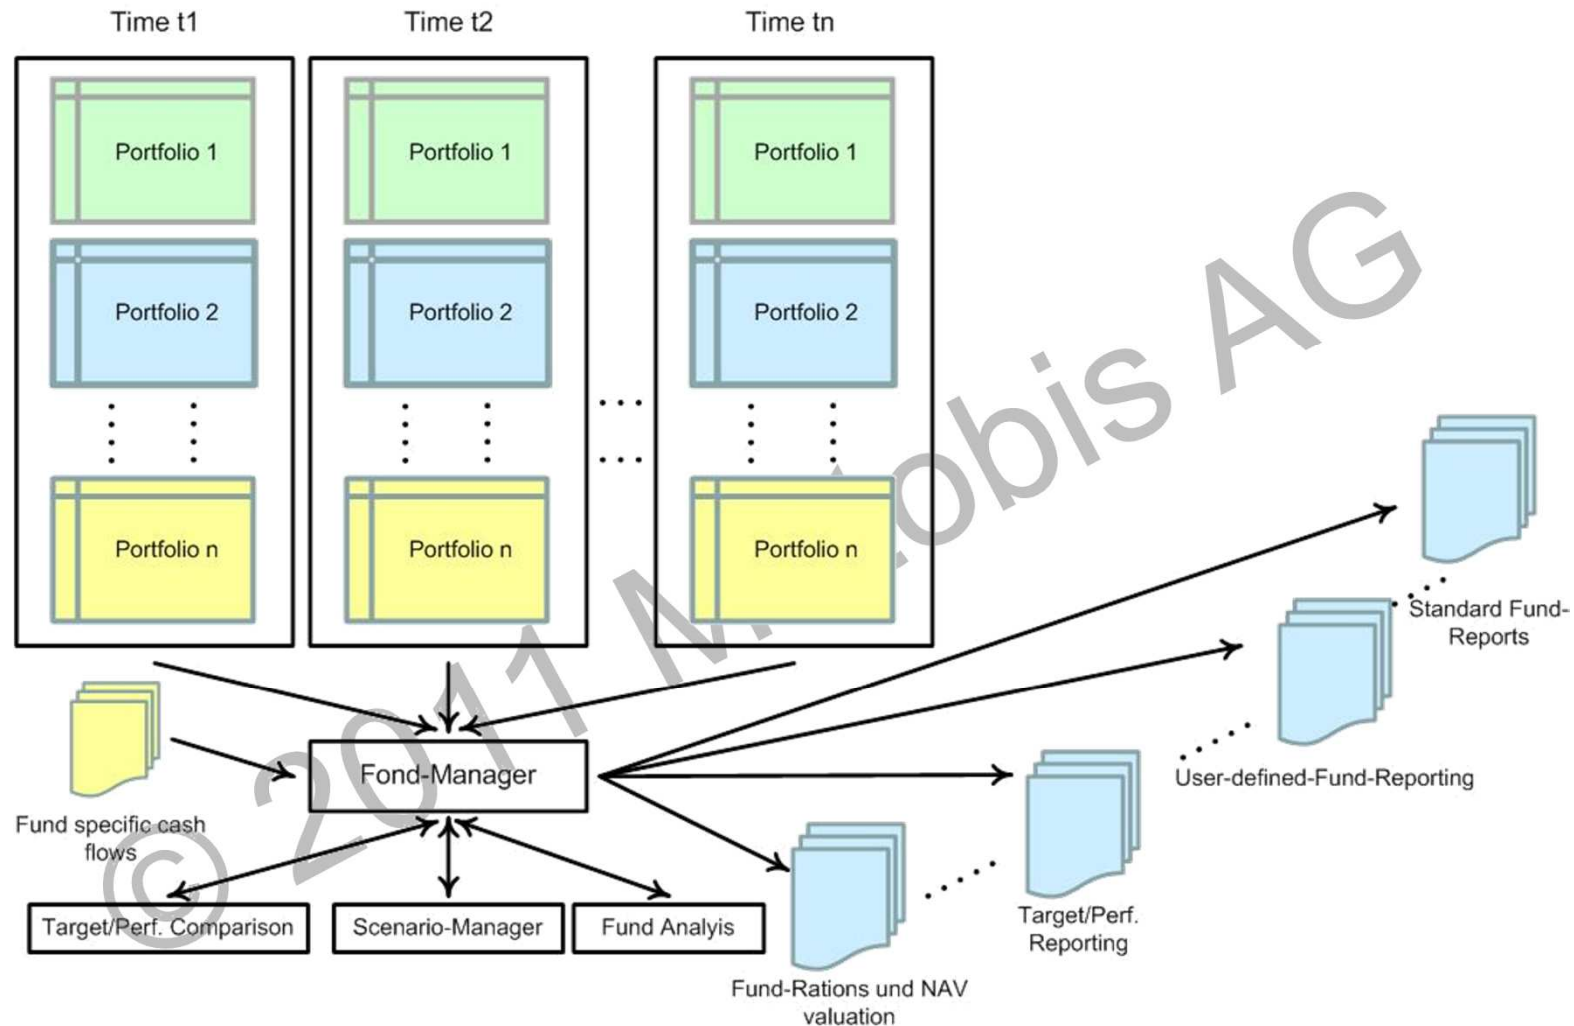 Time t1
Time t2
Time tn
Portfolio 1
Portfolio 1
Portfolio 1
Portfolio 2
Portfolio 2
Portfolio 2
Portfolio n
Portfolio n
Portfolio n
Fund specific cash
flows
Fond-Manager
Target/Perf. Comparison
Scenario-Manager
Fund Analyis
Fund-Rations und NAV
valuation
Target/Perf.
Reporting
User-defined-Fund-Reporting
Standard Fund-
Reports
© 2011 M obis AG